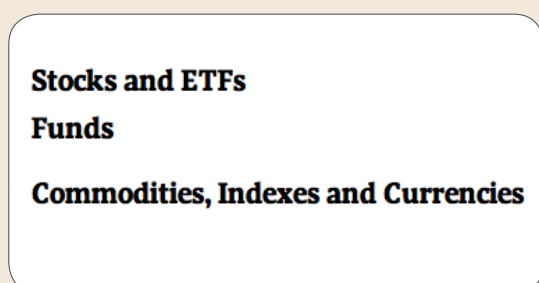 Stocks and ETFs
Funds
Commodities, Indexes and Currencies